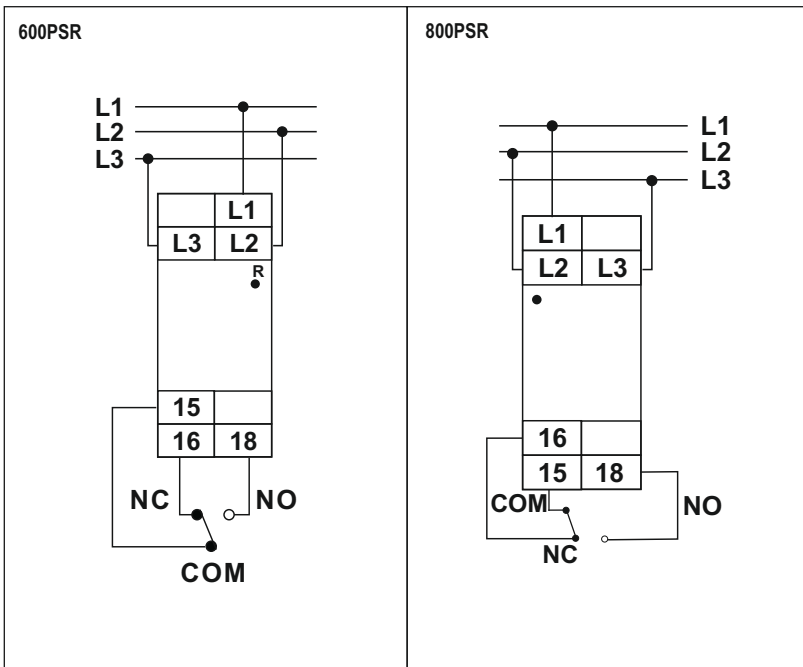 600PSR
L1
L2
L3
L1
L3 L2
R
15
16 18
NC NO
COM
800PSR
L1
L2
L3
L1
L2 L3
16
15 18
COM
NO
NC